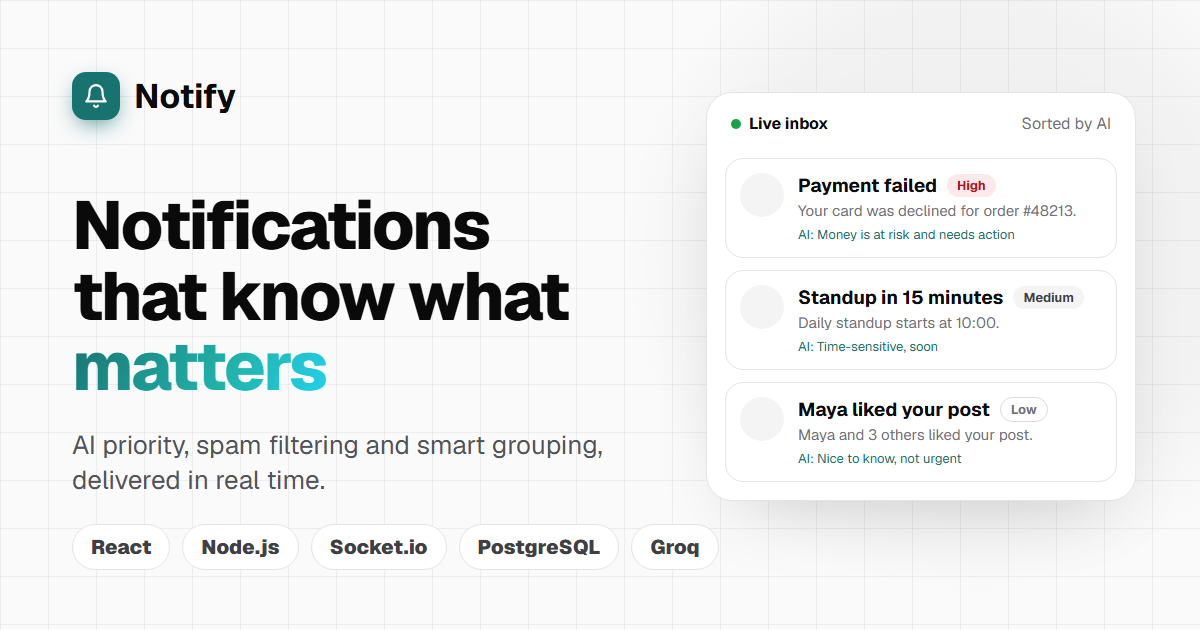 Notify
Notifications
that know what
matters
AI priority, spam filtering and smart grouping,
delivered in real time.
React Node.js Socket.io PostgreSQL Groq
Live inbox Sorted by AI
Payment failed High
Your card was declined for order #48213.
AI: Money is at risk and needs action
Standup in 15 minutes Medium
Daily standup starts at 10:00.
AI: Time-sensitive, soon
Maya liked your post Low
Maya and 3 others liked your post.
AI: Nice to know, not urgent